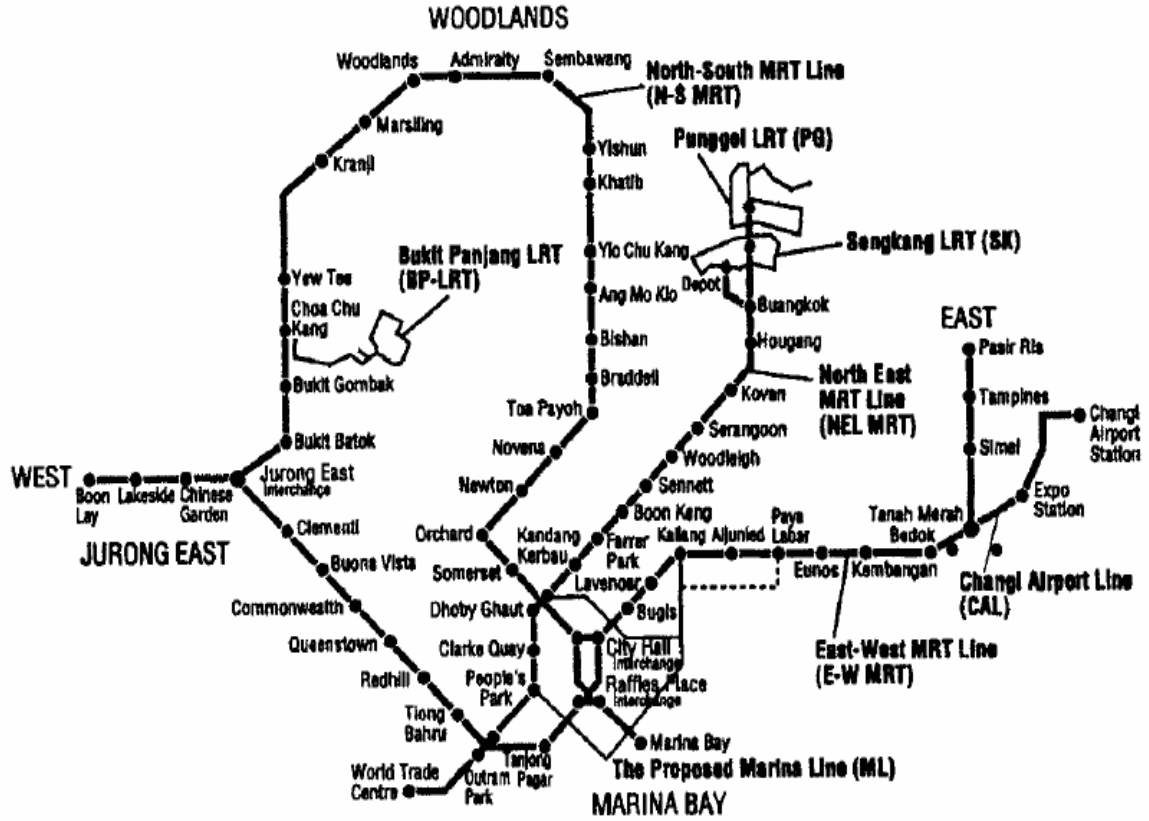 WOODLANDS
Woodlands
Admiralty
Sembawang
North-South MRT Line
(N-S MRT)
Marsiling
Kranji
Yishun
Khatib
Punggol LRT (PG)
Yio Chu Kang
Sengkang LRT (SK)
Bukit Panjang LRT
(BP-LRT)
Yew Tee
Depot
Ang Mo Kio
Buangkok
Choa Chu
Kang
EAST
Bishan
Hougang
Pasir Ris
Bukit Gombak
Braddell
North East
MRT Line
(NEL MRT)
Kovan
Tampines
Toa Payoh
Changi
Airport
Station
Serangoon
Bukit Batok
Novena
Simei
Woodleigh
WEST
Boon
Lay
Lakeside
Chinese
Garden
Jurong East
Interchange
Newton
Sennett
Expo
Station
Boon Keng
Tanah Merah
JURONG EAST
Clementi
Orchard
Kandang
Kerbau
Farrer
Park
Kallang
Aljunied
Paya
Labar
Bedok
Buona Vista
Somerset
Lavencer
Eunos
Kembangan
Changi Airport Line
(CAL)
Commonwealth
Dhoby Ghaut
Bugis
Queenstown
Clarke Quay
City Hall
Interchange
East-West MRT Line
(E-W MRT)
Redhill
People's
Park
Raffles Place
Interchange
Tiong
Bahru
Marina Bay
World Trade
Centre
Outram
Park
Tanjong
Pagar
The Proposed Marina Line (ML)
MARINA BAY